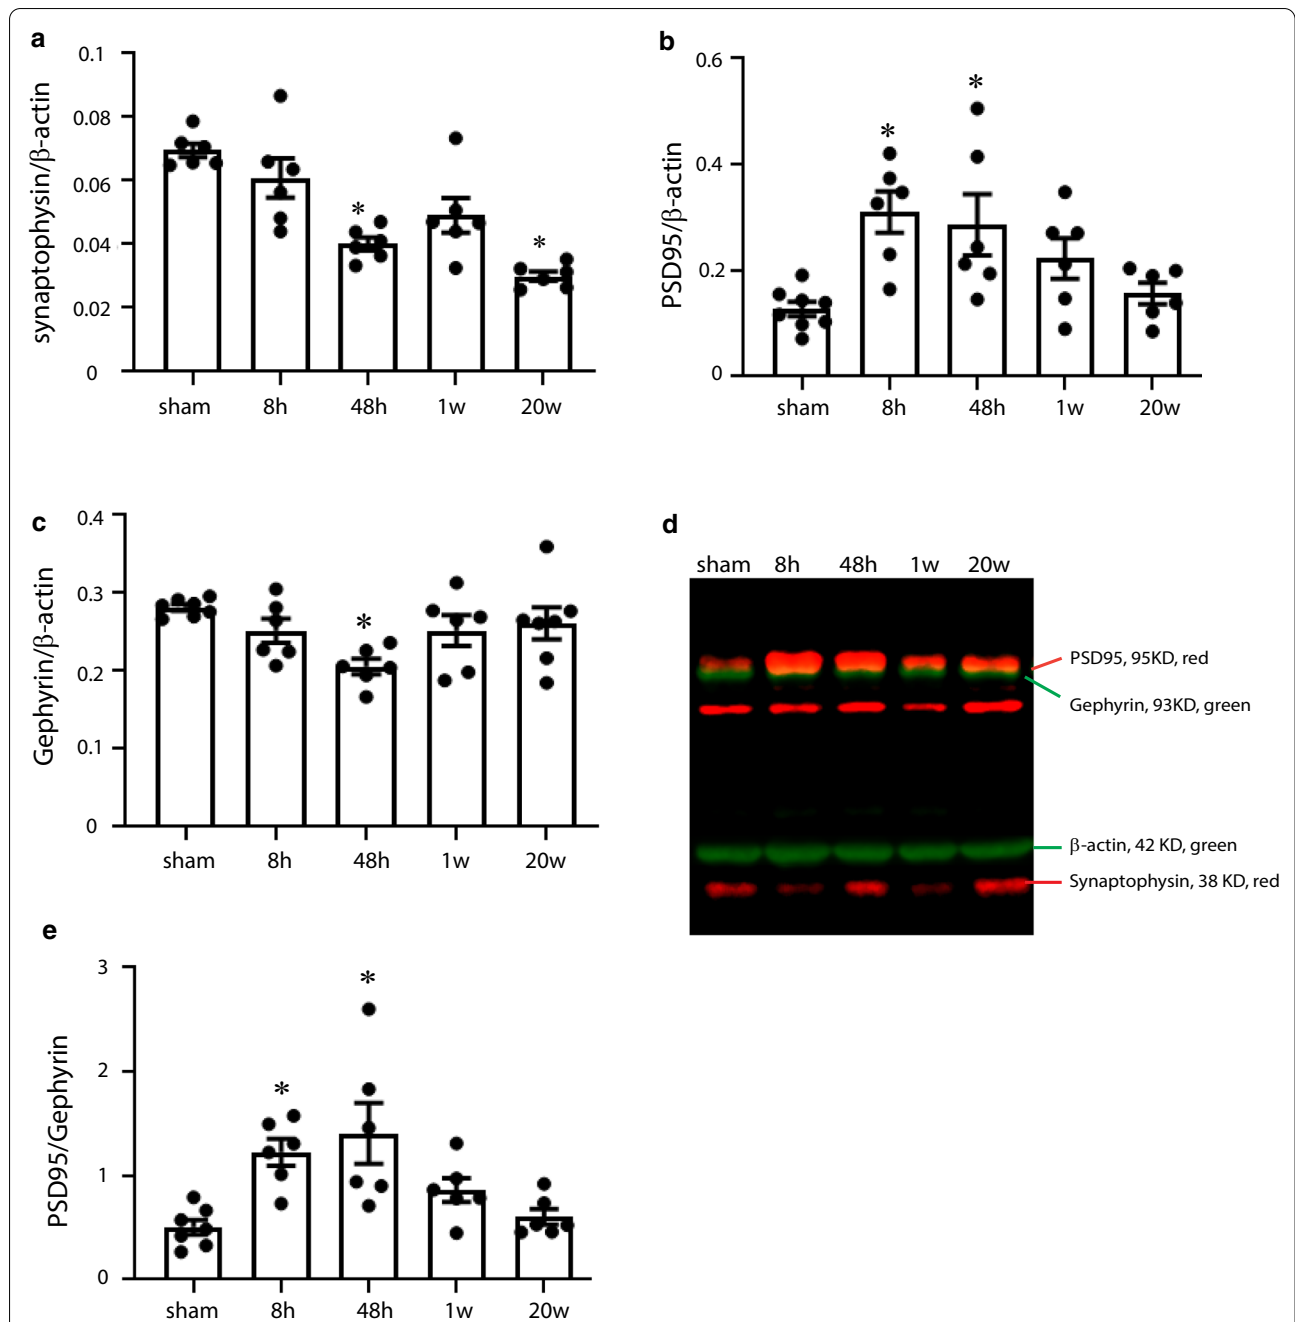 a
0.1
0.08
0.06
0.04
0.02
0
synaptophysin/β-actin
*
*
sham 8h 48h 1w 20w
b
0.6
0.4
0.2
0
PSD95/β-actin
*
*
sham 8h 48h 1w 20w
c
0.4
0.3
0.2
0.1
0
Gephyrin/β-actin
*
sham 8h 48h 1w 20w
d
sham 8h 48h 1w 20w
PSD95, 95KD, red
Gephyrin, 93KD, green
β-actin, 42 KD, green
Synaptophysin, 38 KD, red
e
3
2
1
0
PSD95/Gephyrin
*
*
sham 8h 48h 1w 20w